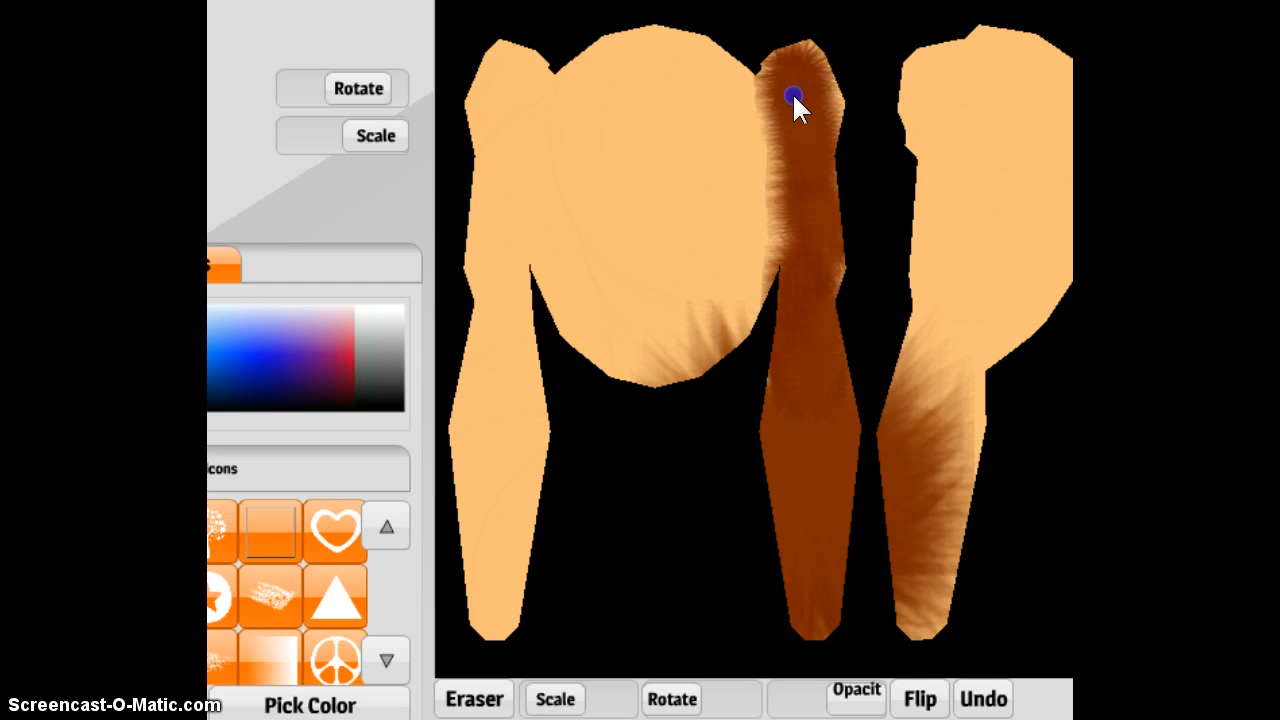 Rotate
Scale
s
icons
Pick Color
Eraser
Scale
Rotate
Opacit
Flip
Undo
Screencast-O-Matic.com